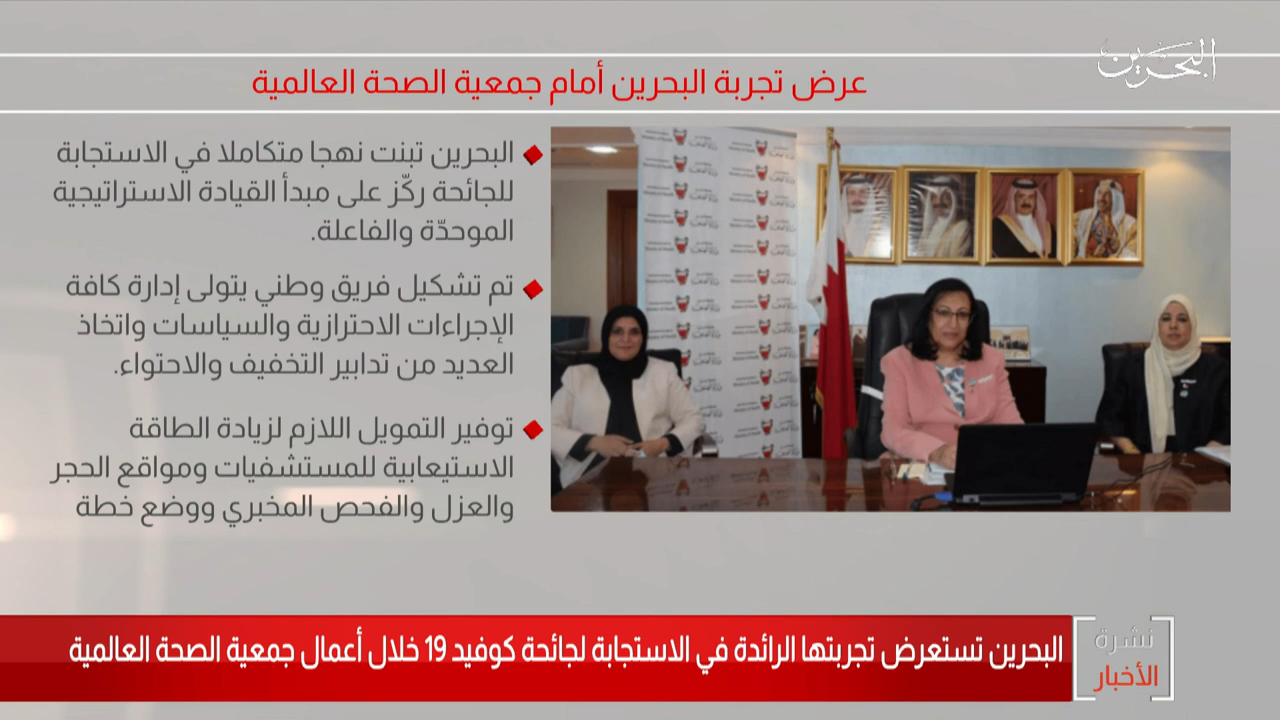 البحرين
عرض تجربة البحرين أمام جمعية الصحة العالمية
البحرين تبنت نهجا متكاملا في الاستجابة
للجائحة ركّز على مبدأ القيادة الاستراتيجية
الموحدّة والفاعلة.
تم تشكيل فريق وطني يتولى إدارة كافة
الإجراءات الاحترازية والسياسات واتخاذ
العديد من تدابير التخفيف والاحتواء.
توفير التمويل اللازم لزيادة الطاقة
الاستيعابية للمستشفيات ومواقع الحجر
والعزل والفحص المخبري ووضع خطة
نشرة
الأخبار
البحرين تستعرض تجربتها الرائدة في الاستجابة لجائحة كوفيد 19 خلال أعمال جمعية الصحة العالمية